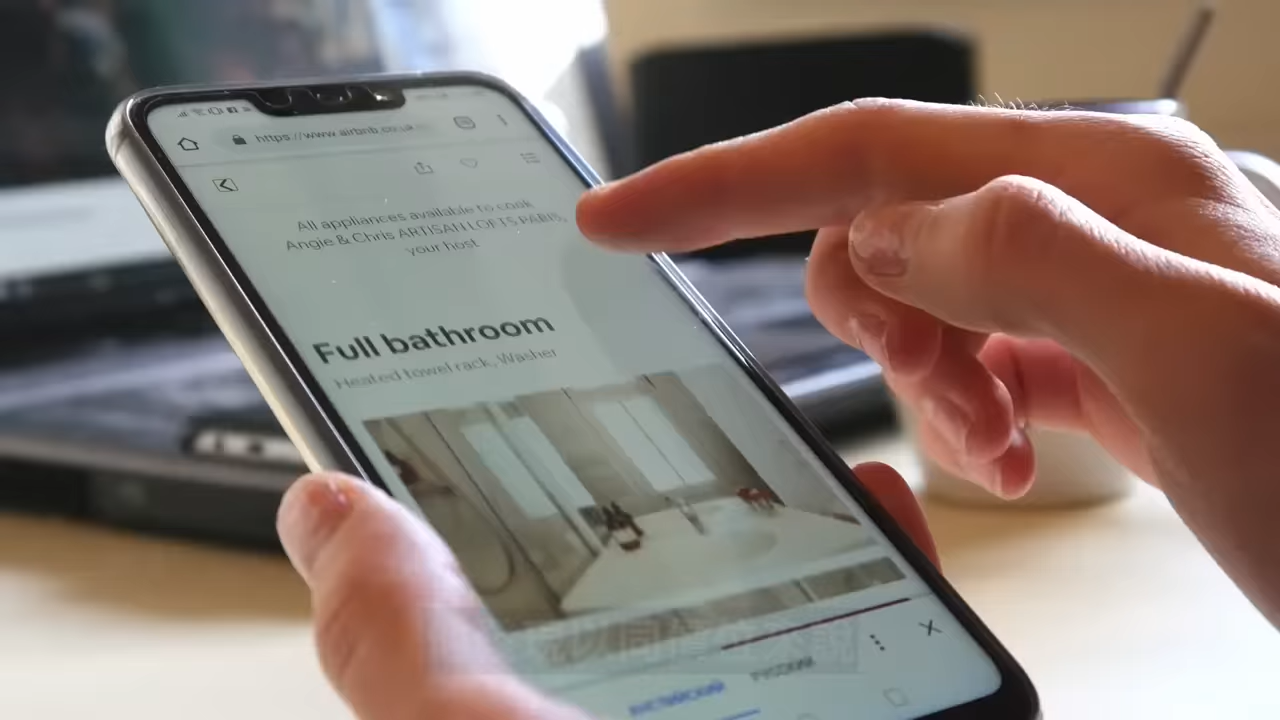 https://www.airbnb.co.uk
All appliances available to cook
Angie & Chris ARTISAN LOFTS PARIS,
your host
Full bathroom
Heated towel rack, Washer
АНГЛИЙСКИЙ РУССКИЙ